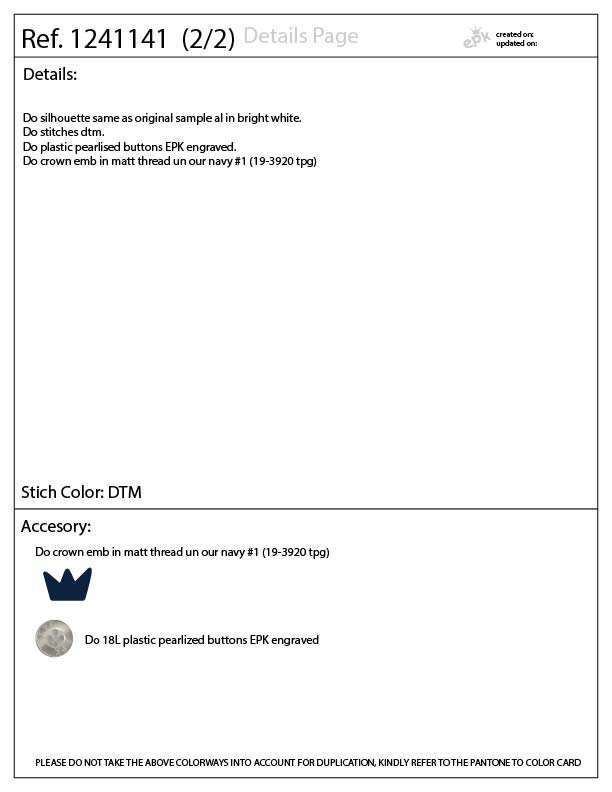 Ref. 1241141 (2/2) Details Page
epk
created on:
updated on:
Details:
Do silhouette same as original sample al in bright white.
Do stitches dtm.
Do plastic pearlised buttons EPK engraved.
Do crown emb in matt thread un our navy #1 (19-3920 tpg)
Stich Color: DTM
Accesory:
Do crown emb in matt thread un our navy #1 (19-3920 tpg)
Do 18L plastic pearlized buttons EPK engraved
PLEASE DO NOT TAKE THE ABOVE COLORWAYS INTO ACCOUNT FOR DUPLICATION, KINDLY REFER TO THE PANTONE TO COLOR CARD